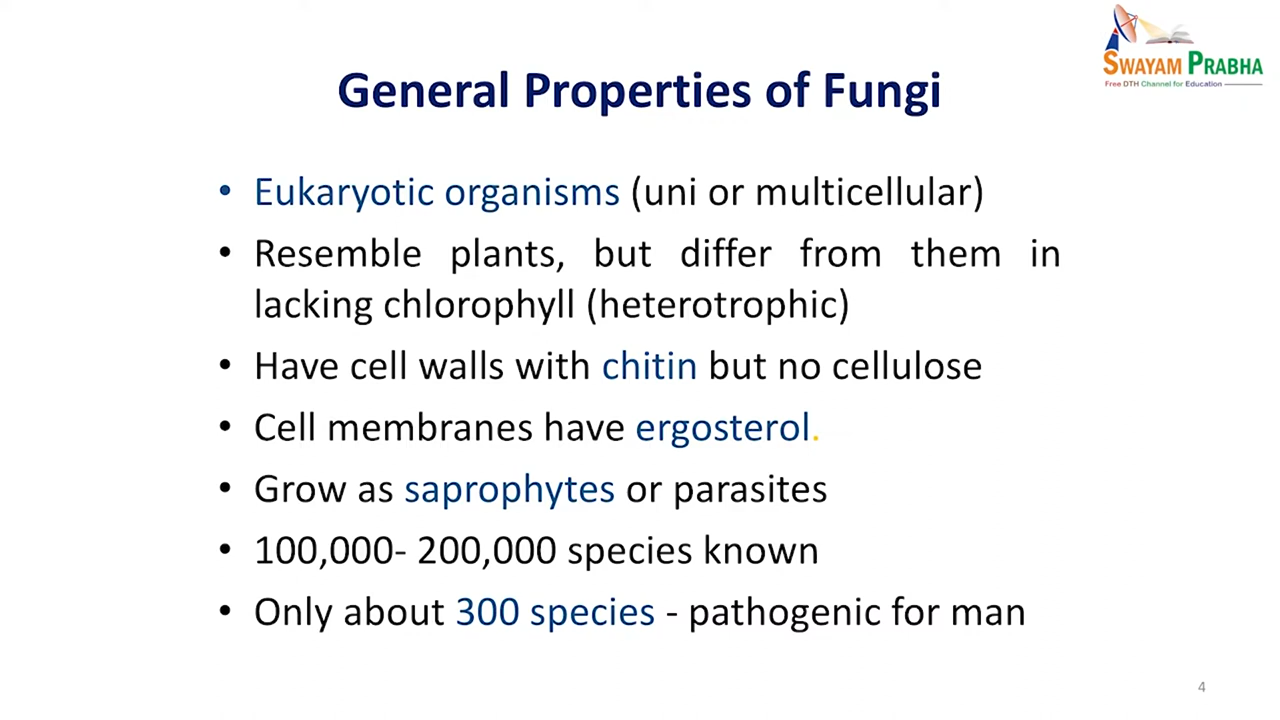 SWAYAM PRABHA
Free DTH Channel for Education
General Properties of Fungi
• Eukaryotic organisms (uni or multicellular)
• Resemble plants, but differ from them in
lacking chlorophyll (heterotrophic)
• Have cell walls with chitin but no cellulose
• Cell membranes have ergosterol.
• Grow as saprophytes or parasites
• 100,000- 200,000 species known
• Only about 300 species - pathogenic for man
4